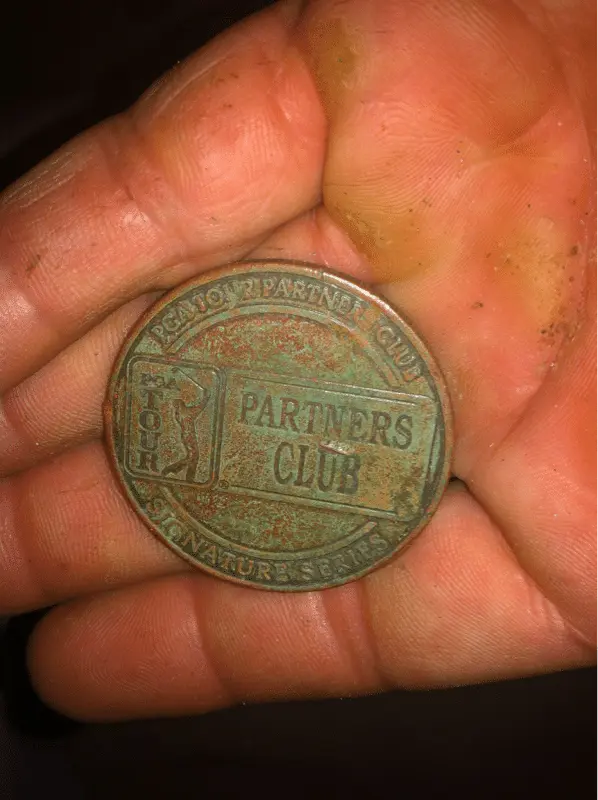 PGA TOUR PARTNERS CLUB
PGA
TOUR
PARTNERS
CLUB
SIGNATURE SERIES